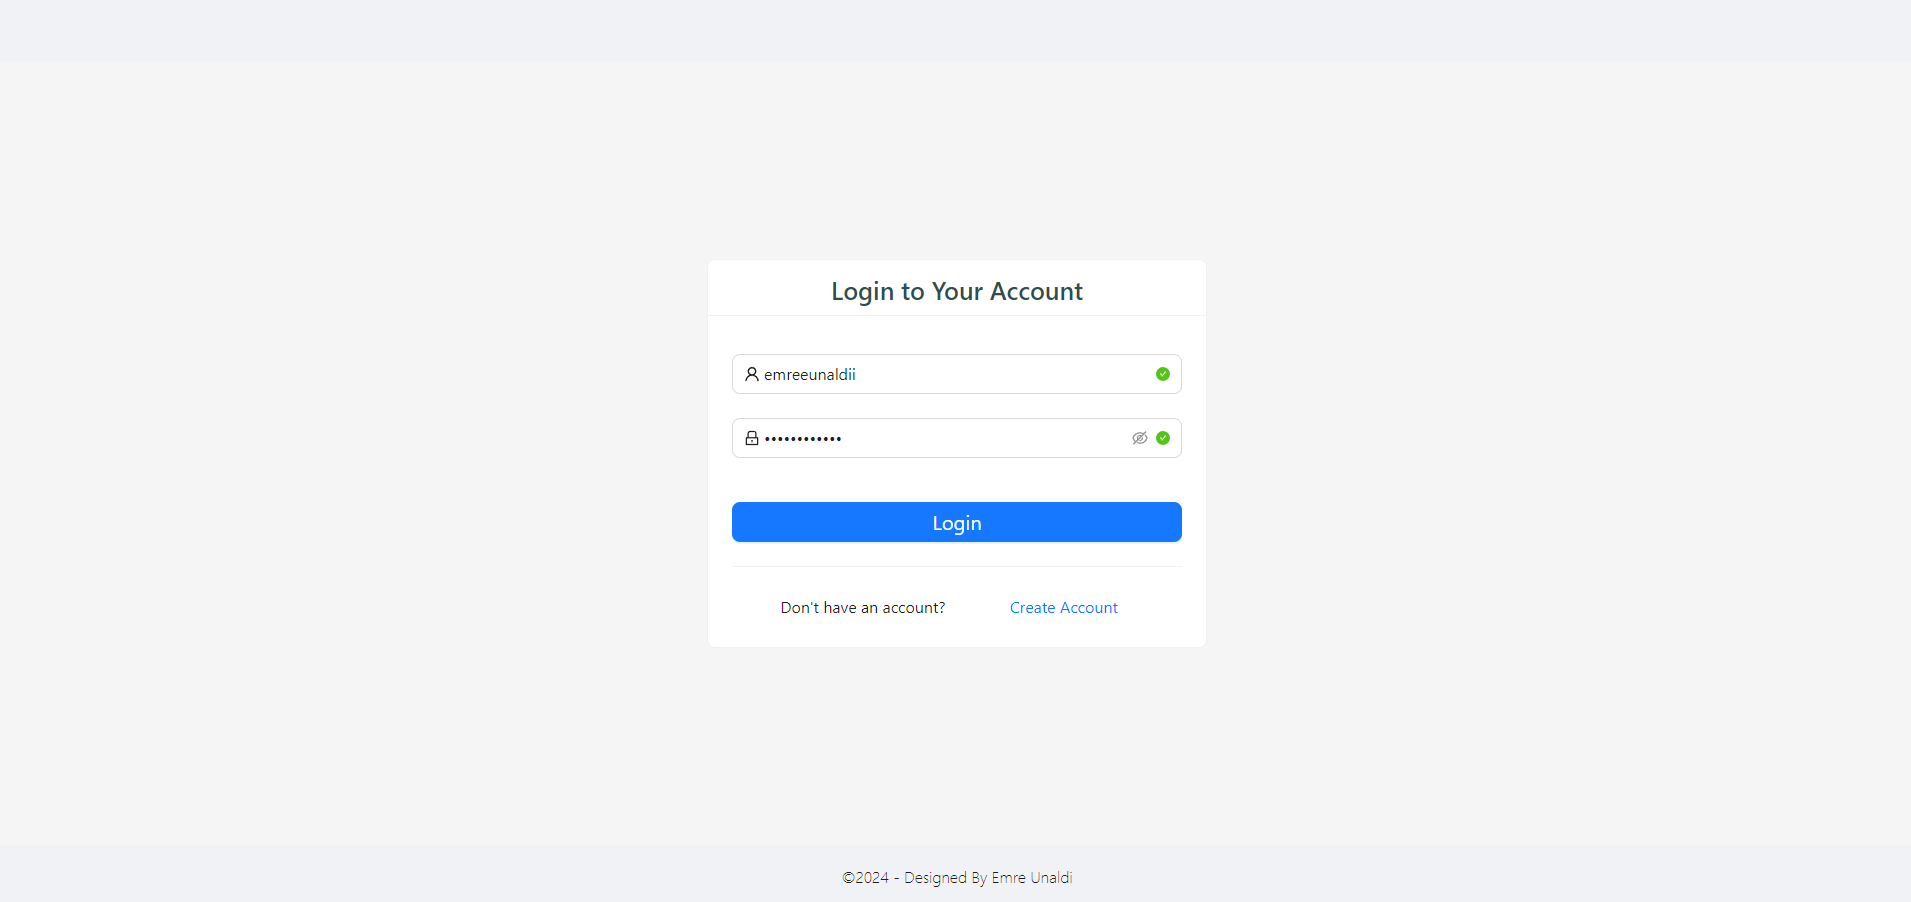 Login to Your Account
emreeunaldii
••••••••••••
Login
Don't have an account? Create Account
©2024 - Designed By Emre Unaldi